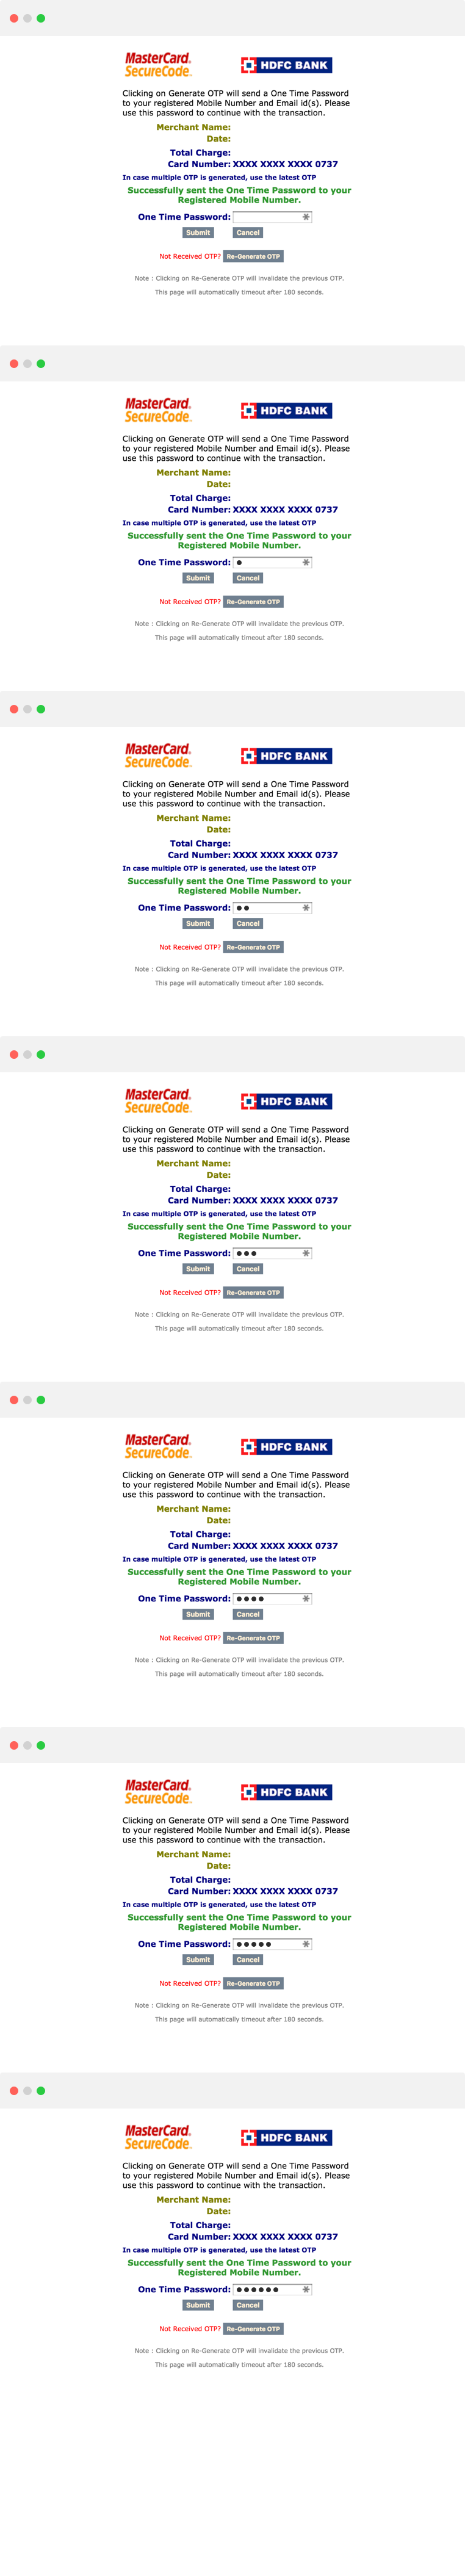 MasterCard. HDFC BANK
SecureCode.
Clicking on Generate OTP will send a One Time Password
to your registered Mobile Number and Email id(s). Please
use this password to continue with the transaction.
Merchant Name:
Date:
Total Charge:
Card Number: XXXX XXXX XXXX 0737
In case multiple OTP is generated, use the latest OTP
Successfully sent the One Time Password to your
Registered Mobile Number.
One Time Password:
Submit Cancel
Not Received OTP? Re-Generate OTP
Note : Clicking on Re-Generate OTP will invalidate the previous OTP.
This page will automatically timeout after 180 seconds.
MasterCard. HDFC BANK
SecureCode.
Clicking on Generate OTP will send a One Time Password
to your registered Mobile Number and Email id(s). Please
use this password to continue with the transaction.
Merchant Name:
Date:
Total Charge:
Card Number: XXXX XXXX XXXX 0737
In case multiple OTP is generated, use the latest OTP
Successfully sent the One Time Password to your
Registered Mobile Number.
One Time Password: ●
Submit Cancel
Not Received OTP? Re-Generate OTP
Note : Clicking on Re-Generate OTP will invalidate the previous OTP.
This page will automatically timeout after 180 seconds.
MasterCard. HDFC BANK
SecureCode.
Clicking on Generate OTP will send a One Time Password
to your registered Mobile Number and Email id(s). Please
use this password to continue with the transaction.
Merchant Name:
Date:
Total Charge:
Card Number: XXXX XXXX XXXX 0737
In case multiple OTP is generated, use the latest OTP
Successfully sent the One Time Password to your
Registered Mobile Number.
One Time Password: ●●
Submit Cancel
Not Received OTP? Re-Generate OTP
Note : Clicking on Re-Generate OTP will invalidate the previous OTP.
This page will automatically timeout after 180 seconds.
MasterCard. HDFC BANK
SecureCode.
Clicking on Generate OTP will send a One Time Password
to your registered Mobile Number and Email id(s). Please
use this password to continue with the transaction.
Merchant Name:
Date:
Total Charge:
Card Number: XXXX XXXX XXXX 0737
In case multiple OTP is generated, use the latest OTP
Successfully sent the One Time Password to your
Registered Mobile Number.
One Time Password: ●●●
Submit Cancel
Not Received OTP? Re-Generate OTP
Note : Clicking on Re-Generate OTP will invalidate the previous OTP.
This page will automatically timeout after 180 seconds.
MasterCard. HDFC BANK
SecureCode.
Clicking on Generate OTP will send a One Time Password
to your registered Mobile Number and Email id(s). Please
use this password to continue with the transaction.
Merchant Name:
Date:
Total Charge:
Card Number: XXXX XXXX XXXX 0737
In case multiple OTP is generated, use the latest OTP
Successfully sent the One Time Password to your
Registered Mobile Number.
One Time Password: ●●●●
Submit Cancel
Not Received OTP? Re-Generate OTP
Note : Clicking on Re-Generate OTP will invalidate the previous OTP.
This page will automatically timeout after 180 seconds.
MasterCard. HDFC BANK
SecureCode.
Clicking on Generate OTP will send a One Time Password
to your registered Mobile Number and Email id(s). Please
use this password to continue with the transaction.
Merchant Name:
Date:
Total Charge:
Card Number: XXXX XXXX XXXX 0737
In case multiple OTP is generated, use the latest OTP
Successfully sent the One Time Password to your
Registered Mobile Number.
One Time Password: ●●●●●
Submit Cancel
Not Received OTP? Re-Generate OTP
Note : Clicking on Re-Generate OTP will invalidate the previous OTP.
This page will automatically timeout after 180 seconds.
MasterCard. HDFC BANK
SecureCode.
Clicking on Generate OTP will send a One Time Password
to your registered Mobile Number and Email id(s). Please
use this password to continue with the transaction.
Merchant Name:
Date:
Total Charge:
Card Number: XXXX XXXX XXXX 0737
In case multiple OTP is generated, use the latest OTP
Successfully sent the One Time Password to your
Registered Mobile Number.
One Time Password: ●●●●●●
Submit Cancel
Not Received OTP? Re-Generate OTP
Note : Clicking on Re-Generate OTP will invalidate the previous OTP.
This page will automatically timeout after 180 seconds.